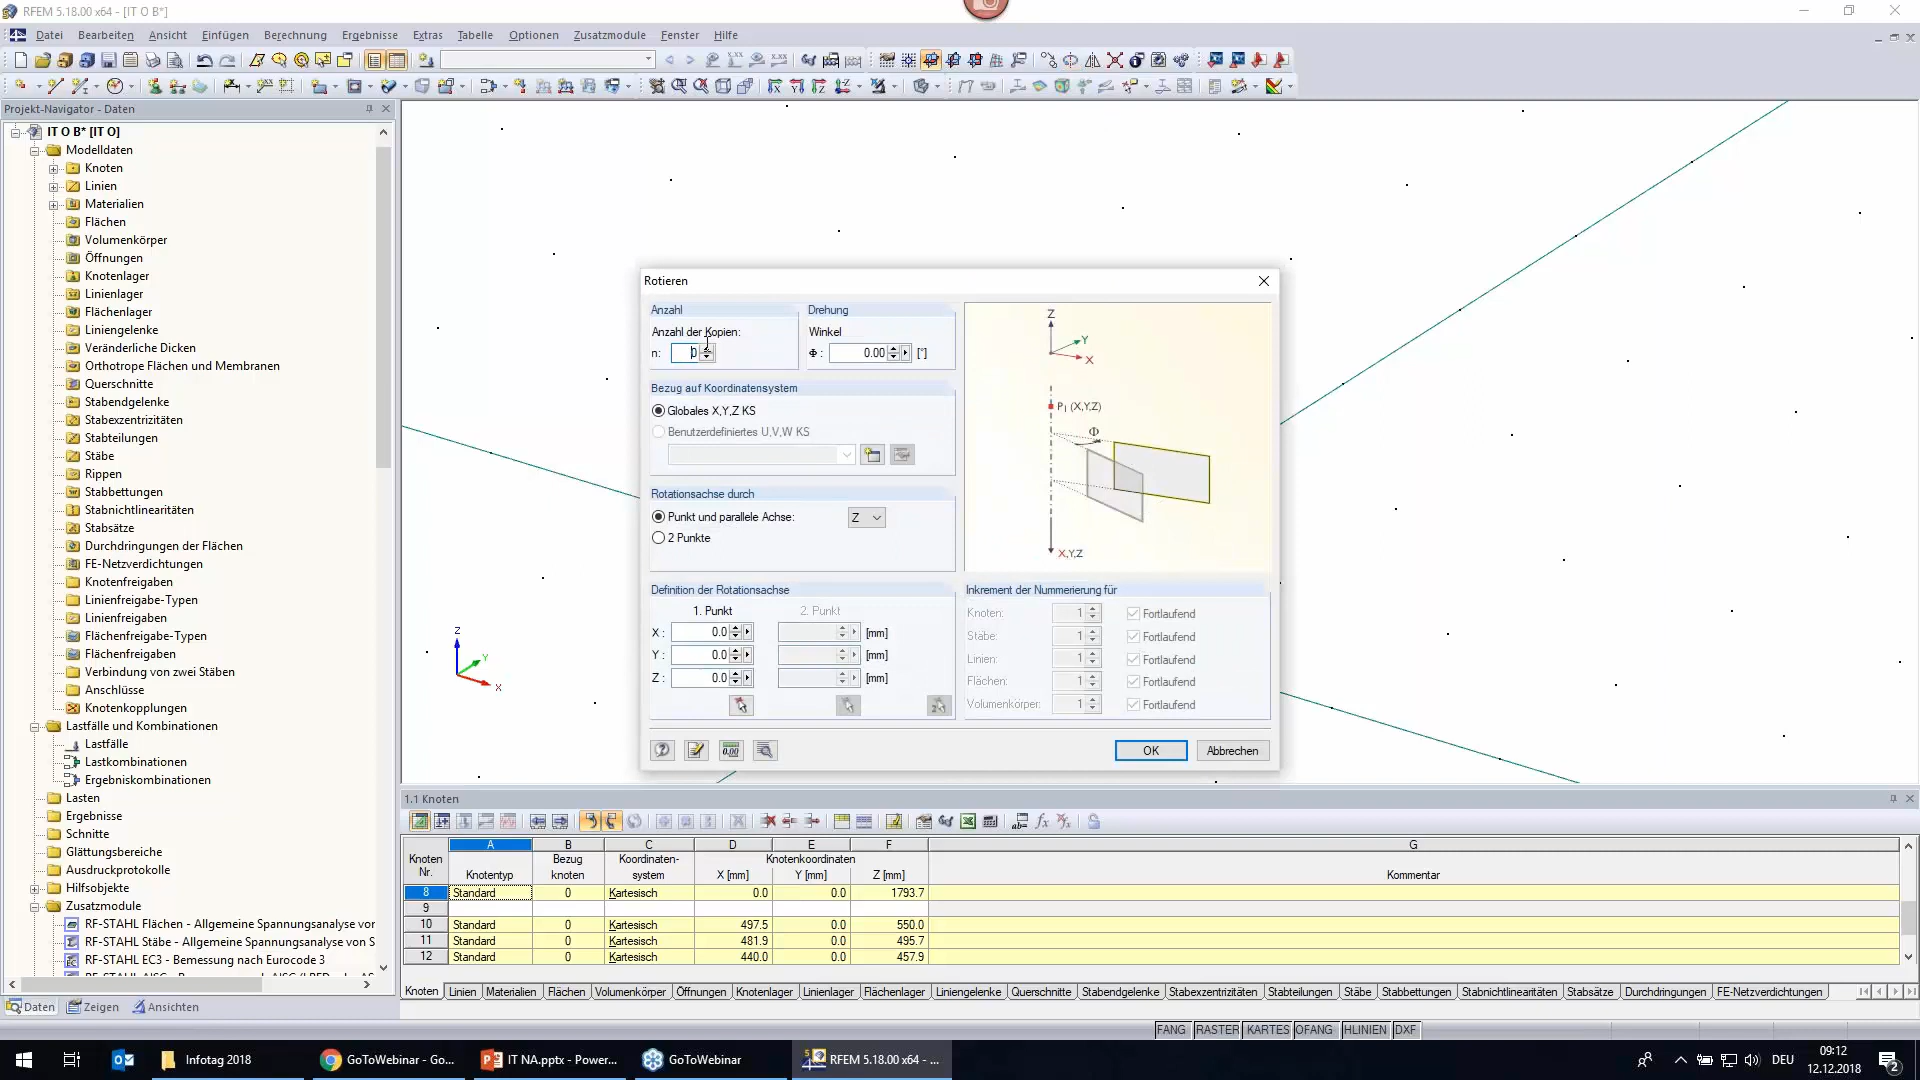 RFEM 5.18.00 x64 - [IT O B*]
Datei Bearbeiten Ansicht Einfügen Berechnung Ergebnisse Extras Tabelle Optionen Zusatzmodule Fenster Hilfe
Projekt-Navigator - Daten
IT O B* [IT O]
Modelldaten
Knoten
Linien
Materialien
Flächen
Volumenkörper
Öffnungen
Knotenlager
Linienlager
Flächenlager
Liniengelenke
Veränderliche Dicken
Orthotrope Flächen und Membranen
Querschnitte
Stabendgelenke
Stabexzentrizitäten
Stabteilungen
Stäbe
Rippen
Stabbettungen
Stabnichtlinearitäten
Stabsätze
Durchdringungen der Flächen
FE-Netzverdichtungen
Knotenfreigaben
Linienfreigabe-Typen
Linienfreigaben
Flächenfreigabe-Typen
Flächenfreigaben
Verbindung von zwei Stäben
Anschlüsse
Knotenkopplungen
Lastfälle und Kombinationen
Lastfälle
Lastkombinationen
Ergebniskombinationen
Lasten
Ergebnisse
Schnitte
Glättungsbereiche
Ausdruckprotokolle
Hilfsobjekte
Zusatzmodule
RF-STAHL Flächen - Allgemeine Spannungsanalyse vor
RF-STAHL Stäbe - Allgemeine Spannungsanalyse von S
RF-STAHL EC3 - Bemessung nach Eurocode 3
Daten Zeigen Ansichten
Z
Y
X
Rotieren
Anzahl
Anzahl der Kopien:
n: 0
Drehung
Winkel
Φ : 0.00 [°]
Bezug auf Koordinatensystem
Globales X,Y,Z KS
Benutzerdefiniertes U,V,W KS
Rotationsachse durch
Punkt und parallele Achse: Z
2 Punkte
Definition der Rotationsachse
1. Punkt 2. Punkt
X : 0.0 [mm]
Y : 0.0 [mm]
Z : 0.0 [mm]
Z
Y
X
P1 (X,Y,Z)
Φ
X,Y,Z
Inkrement der Nummerierung für
Knoten: 1 Fortlaufend
Stäbe: 1 Fortlaufend
Linien: 1 Fortlaufend
Flächen: 1 Fortlaufend
Volumenkörper: 1 Fortlaufend
OK Abbrechen
1.1 Knoten
A B C D E F G
Knoten Bezug Koordinaten- Knotenkoordinaten
Nr. Knotentyp knoten system X [mm] Y [mm] Z [mm] Kommentar
8 Standard 0 Kartesisch 0.0 0.0 1793.7
9
10 Standard 0 Kartesisch 497.5 0.0 550.0
11 Standard 0 Kartesisch 481.9 0.0 495.7
12 Standard 0 Kartesisch 440.0 0.0 457.9
Knoten Linien Materialien Flächen Volumenkörper Öffnungen Knotenlager Linienlager Flächenlager Liniengelenke Querschnitte Stabendgelenke Stabexzentrizitäten Stabteilungen Stäbe Stabbettungen Stabnichtlinearitäten Stabsätze Durchdringungen FE-Netzverdichtungen
FANG RASTER KARTES OFANG HLINIEN DXF
Infotag 2018 GoToWebinar - Go... IT NA.pptx - Power... GoToWebinar RFEM 5.18.00 x64 - ... DEU 09:12
12.12.2018 2